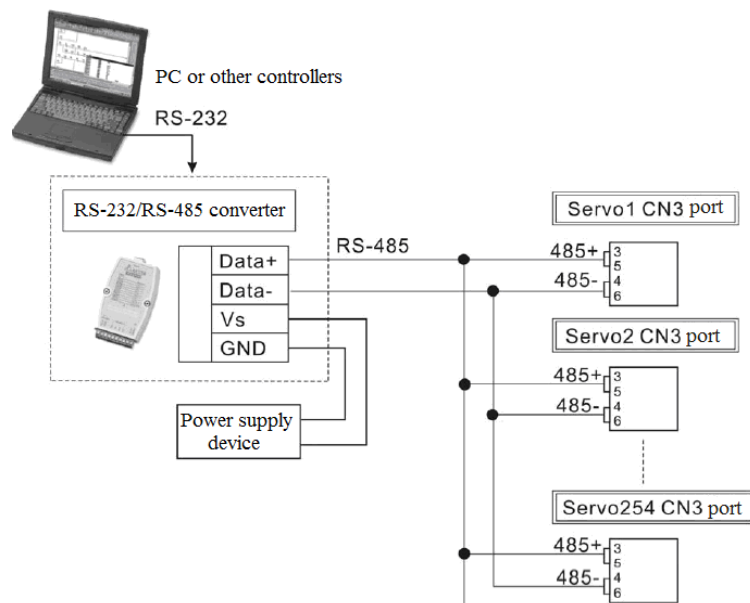 PC or other controllers
RS-232
RS-232/RS-485 converter
Data+
Data-
Vs
GND
RS-485
Power supply
device
Servo1 CN3 port
485+
3
5
485-
4
6
Servo2 CN3 port
485+
3
5
485-
4
6
Servo254 CN3 port
485+
3
5
485-
4
6